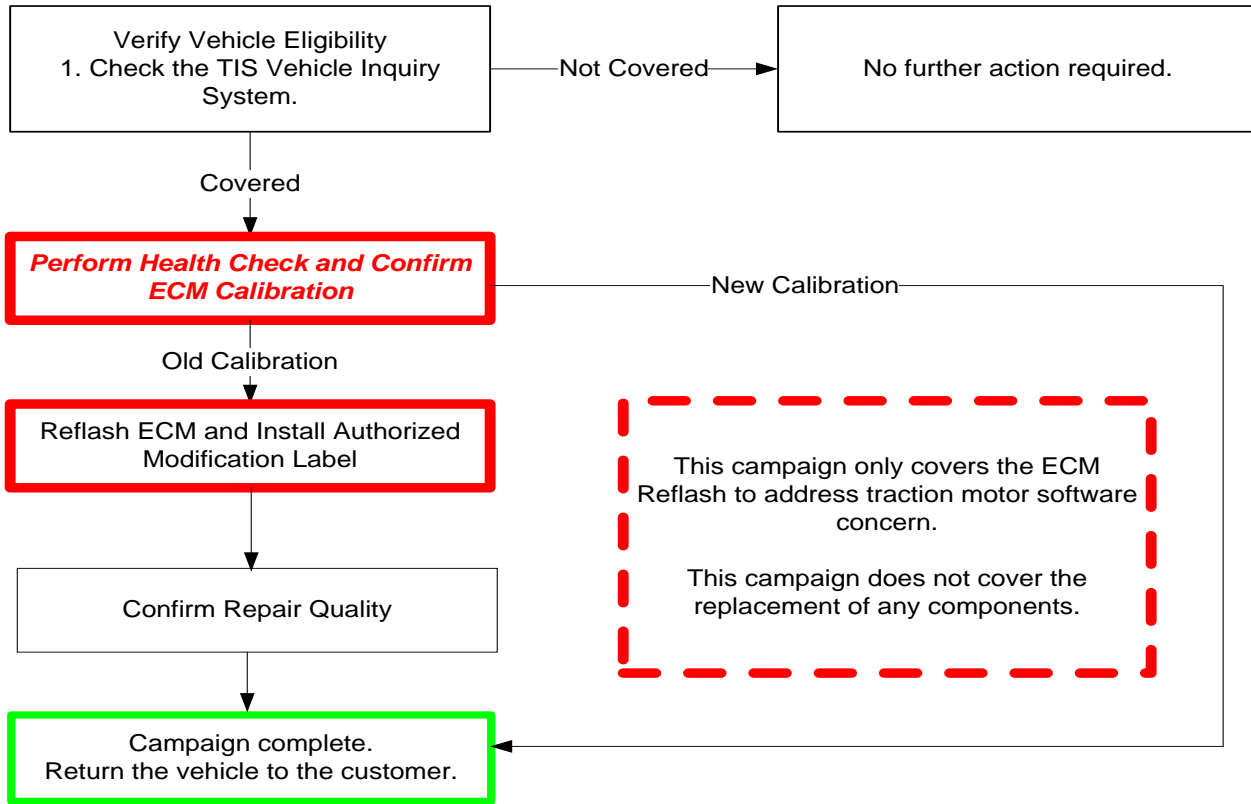 Verify Vehicle Eligibility
1. Check the TIS Vehicle Inquiry
System.
Not Covered
No further action required.
Covered
Perform Health Check and Confirm
ECM Calibration
New Calibration
Old Calibration
Reflash ECM and Install Authorized
Modification Label
This campaign only covers the ECM
Reflash to address traction motor software
concern.
This campaign does not cover the
replacement of any components.
Confirm Repair Quality
Campaign complete.
Return the vehicle to the customer.